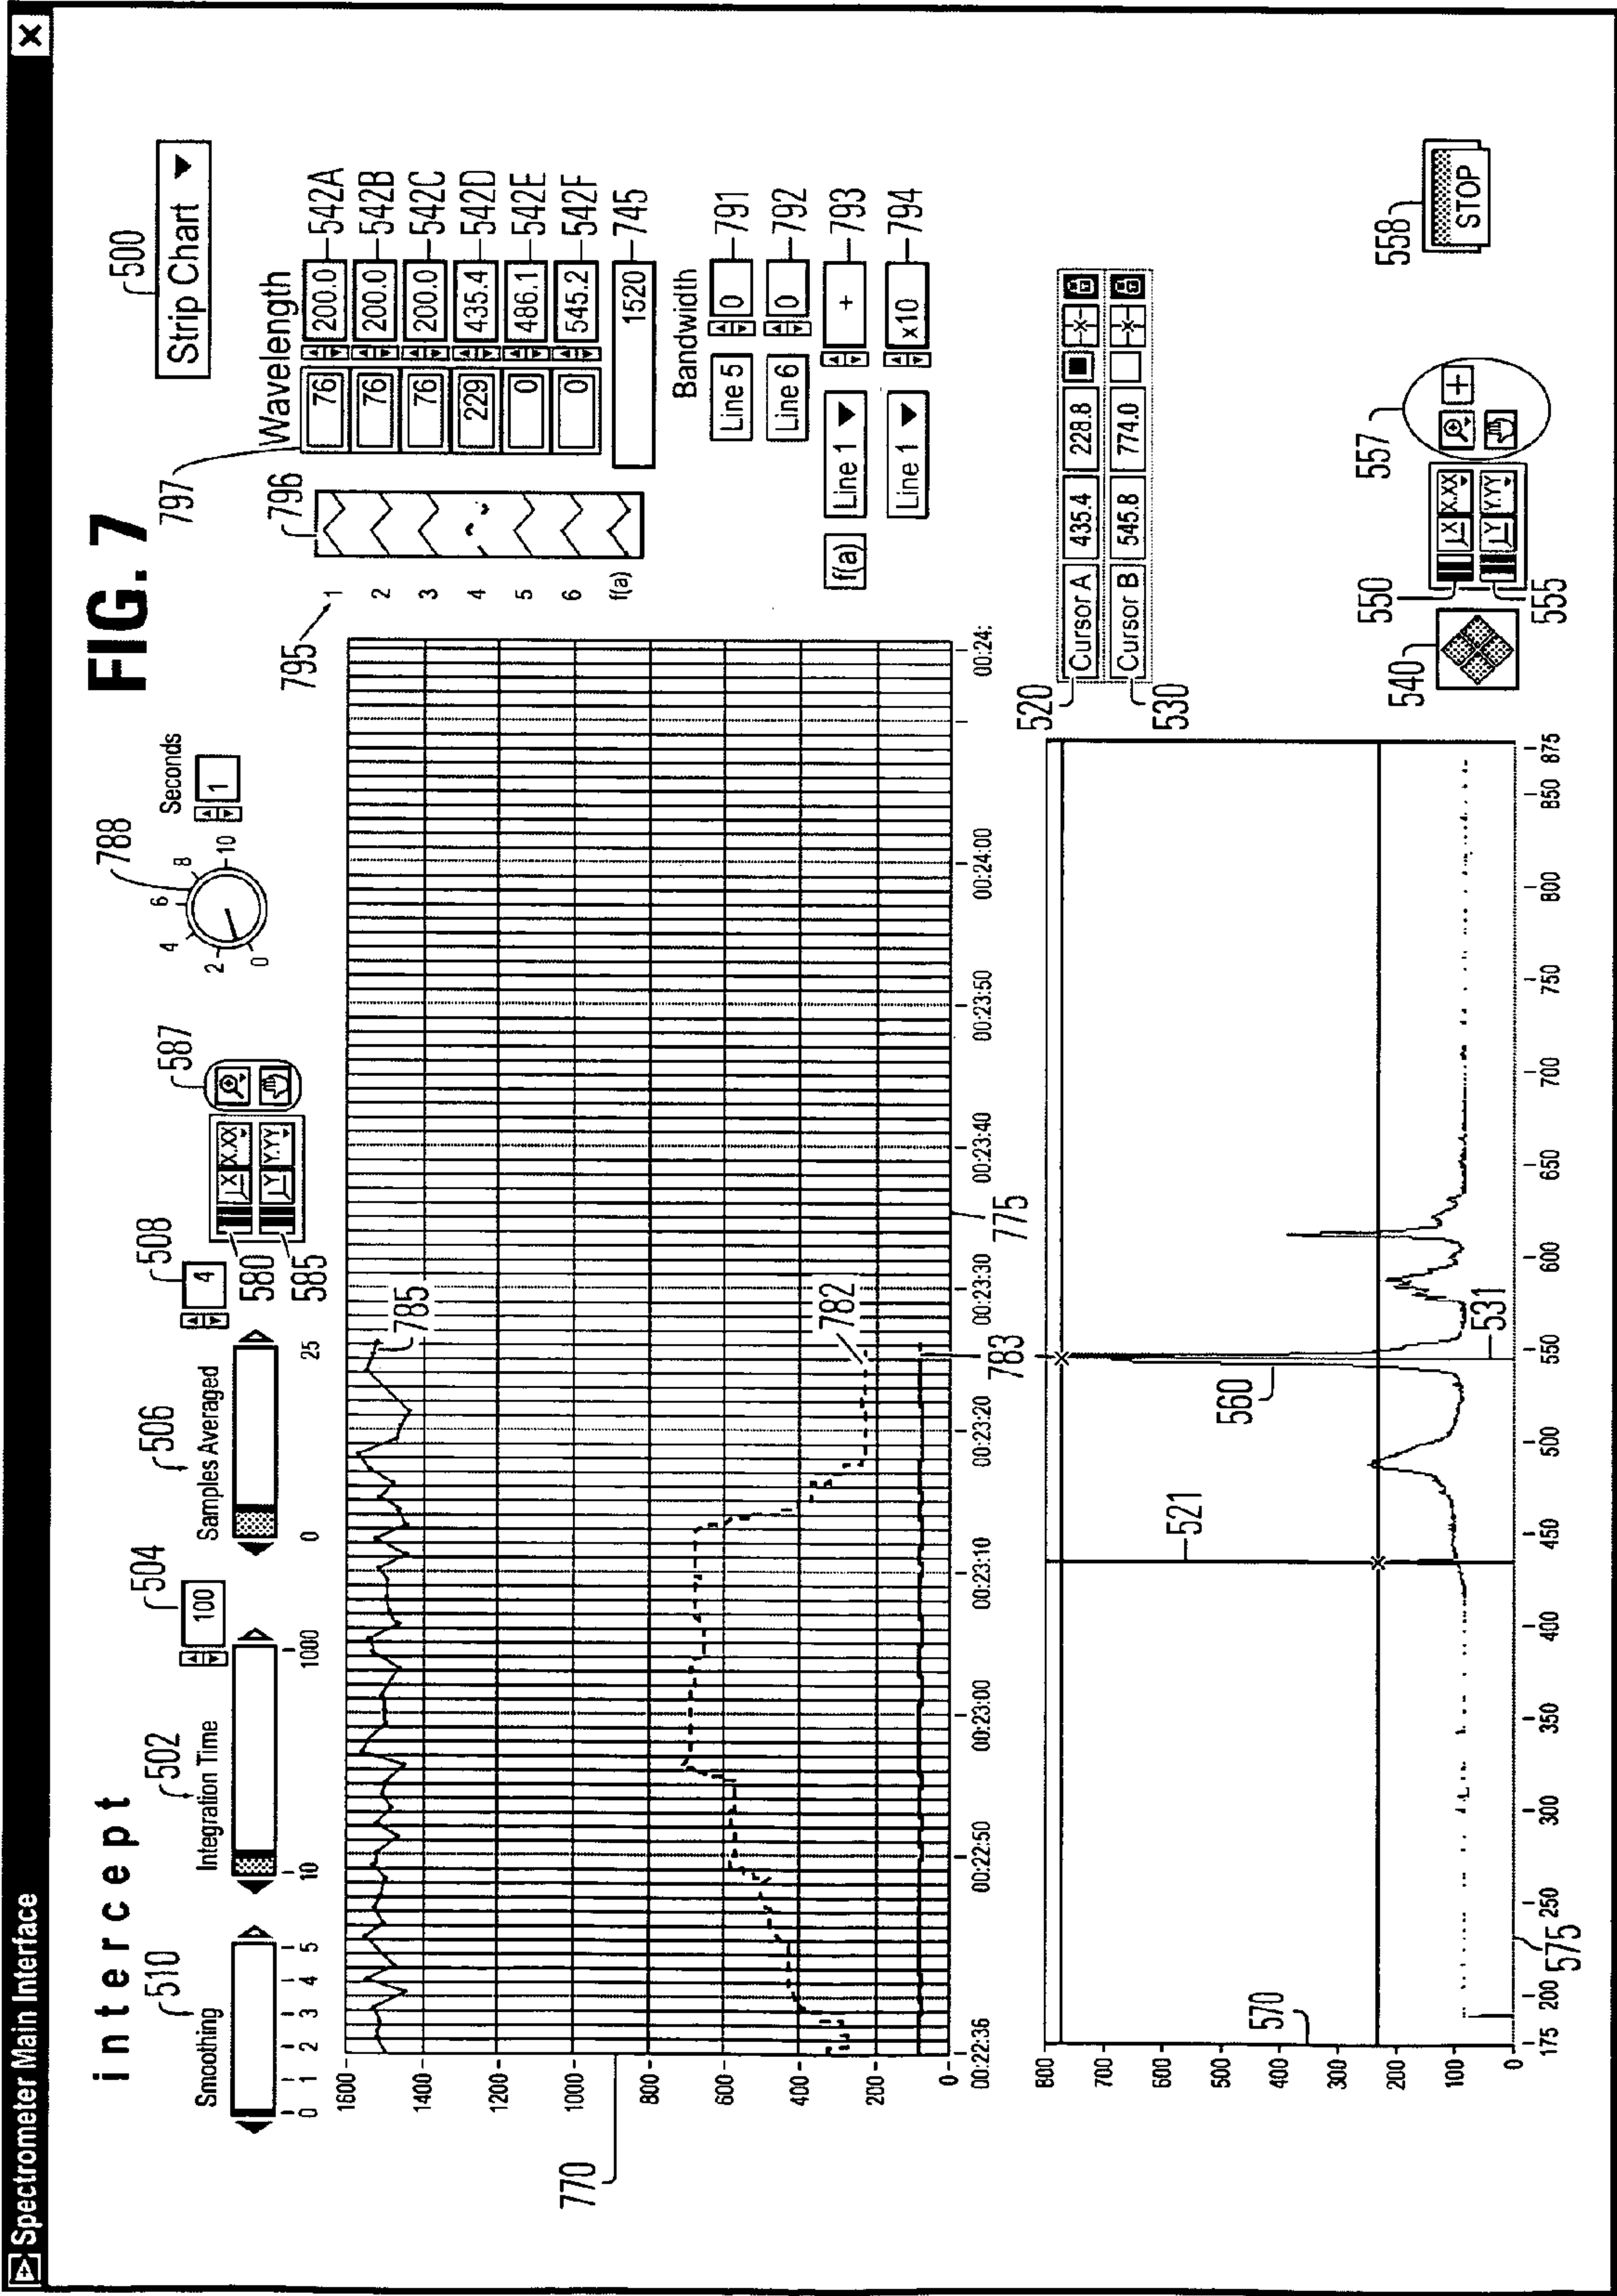 Spectrometer Main Interface
X
intercept
FIG. 7
510
Smoothing
0 1 2 3 4 5
502
Integration Time
10 1000
504
100
506
Samples Averaged
0 25
508
4
580
585
X X.XX
Y Y.YY
587
788
0 2 4 6 8 10
Seconds
1
500
Strip Chart
797
Wavelength
795
796
1 76 200.0 542A
2 76 200.0 542B
3 76 200.0 542C
4 229 435.4 542D
5 0 486.1 542E
6 0 545.2 542F
f(a) 1520 745
Bandwidth
Line 5 0 791
Line 6 0 792
f(a) Line 1 + 793
Line 1 x10 794
770
1600
1400
1200
1000
800
600
400
200
0
785
782
00:22:36 00:22:50 00:23:00 00:23:10 00:23:20 00:23:30 00:23:40 00:23:50 00:24:00 00:24:
783
775
520
Cursor A 435.4 228.8
Cursor B 545.8 774.0
530
800
700
600
500
400
300
200
100
0
570
521
560
531
175 200 250 300 350 400 450 500 550 600 650 700 750 800 850 875
575
540
550
555
X X.XX
Y Y.YY
557
558
STOP